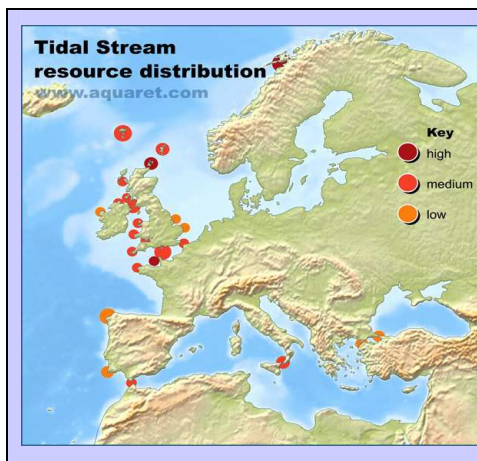 Tidal Stream
resource distribution
www.aquaret.com
Key
high
medium
low